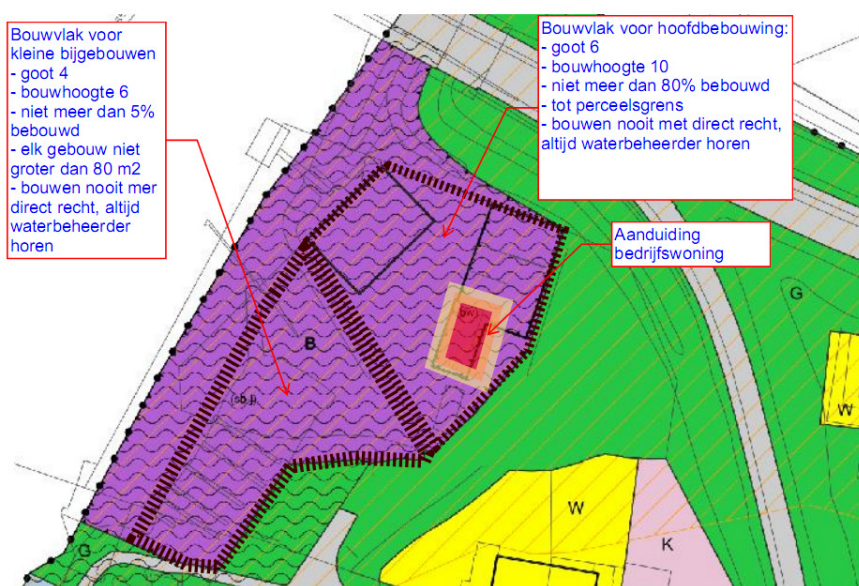 Bouwvlak voor
kleine bijgebouwen
- goot 4
- bouwhoogte 6
- niet meer dan 5%
bebouwd
- elk gebouw niet
groter dan 80 m2
- bouwen nooit mer
direct recht, altijd
waterbeheerder
horen
Bouwvlak voor hoofdbebouwing:
- goot 6
- bouwhoogte 10
- niet meer dan 80% bebouwd
- tot perceelsgrens
- bouwen nooit met direct recht,
altijd waterbeheerder horen
Aanduiding
bedrijfswoning
G
B
W
W
K
G